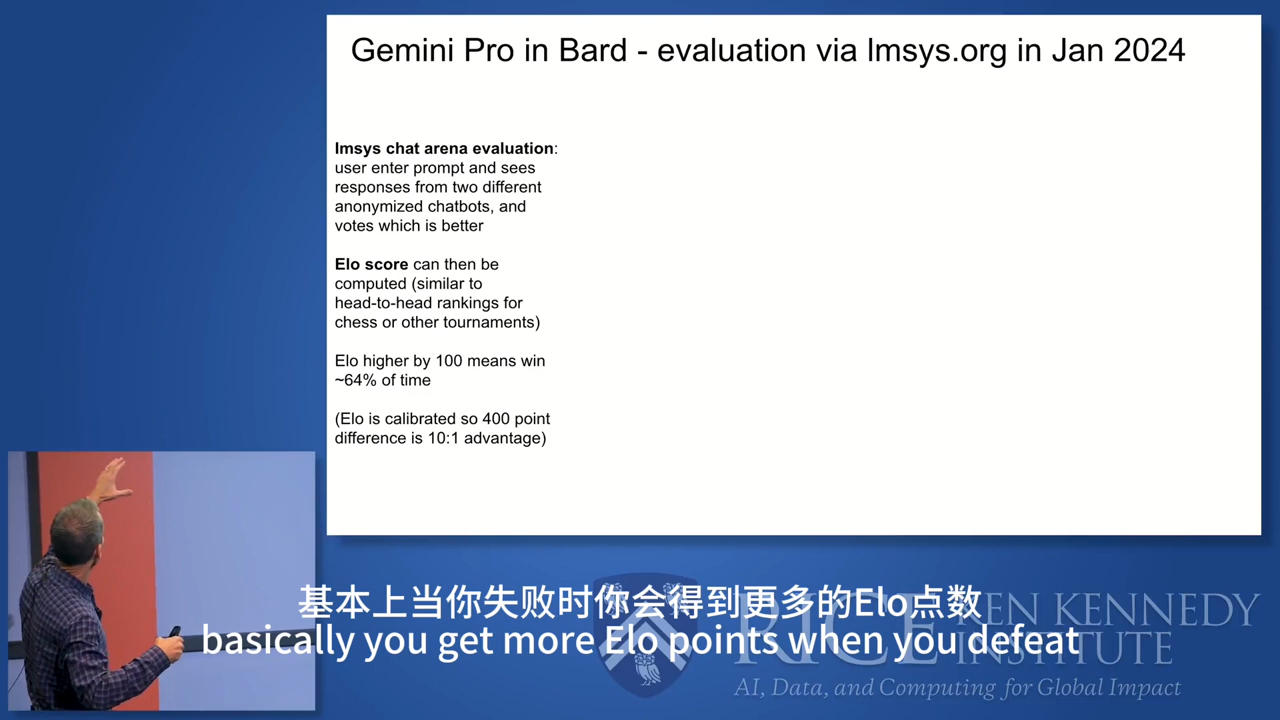 Gemini Pro in Bard - evaluation via lmsys.org in Jan 2024
lmsys chat arena evaluation:
user enter prompt and sees
responses from two different
anonymized chatbots, and
votes which is better
Elo score can then be
computed (similar to
head-to-head rankings for
chess or other tournaments)
Elo higher by 100 means win
~64% of time
(Elo is calibrated so 400 point
difference is 10:1 advantage)
基本上当你失败时你会得到更多的Elo点数
basically you get more Elo points when you defeat
RICE KEN KENNEDY
INSTITUTE
AI, Data, and Computing for Global Impact